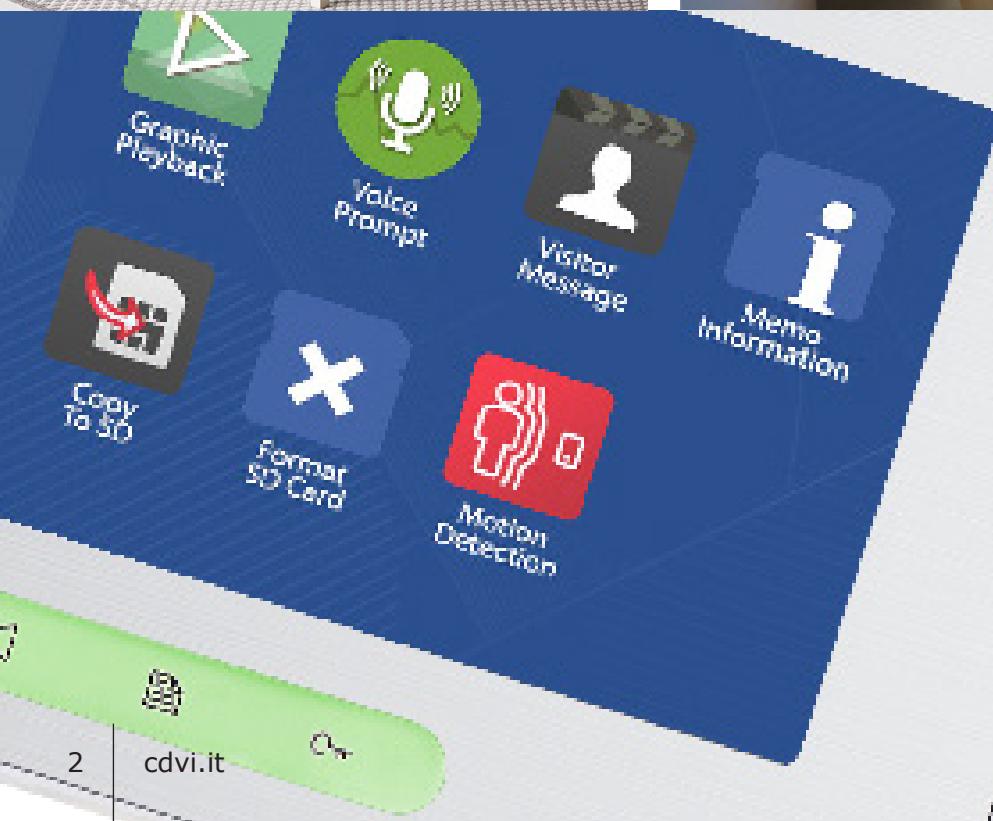 Graphic
Playback
Voice
Prompt
Visitor
Message
Memo
Information
Copy
To SD
Format
SD Card
Motion
Detection
2
cdvi.it